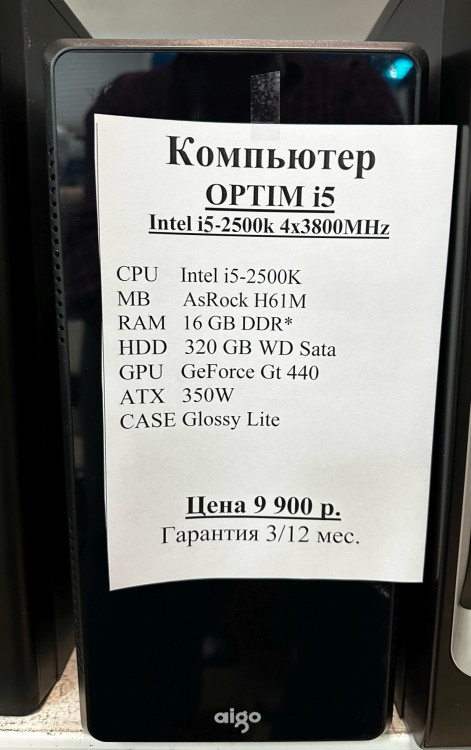 Компьютер
OPTIM i5
Intel i5-2500k 4x3800MHz
CPU Intel i5-2500K
MB AsRock H61M
RAM 16 GB DDR*
HDD 320 GB WD Sata
GPU GeForce Gt 440
ATX 350W
CASE Glossy Lite
Цена 9 900 р.
Гарантия 3/12 мес.
aigo